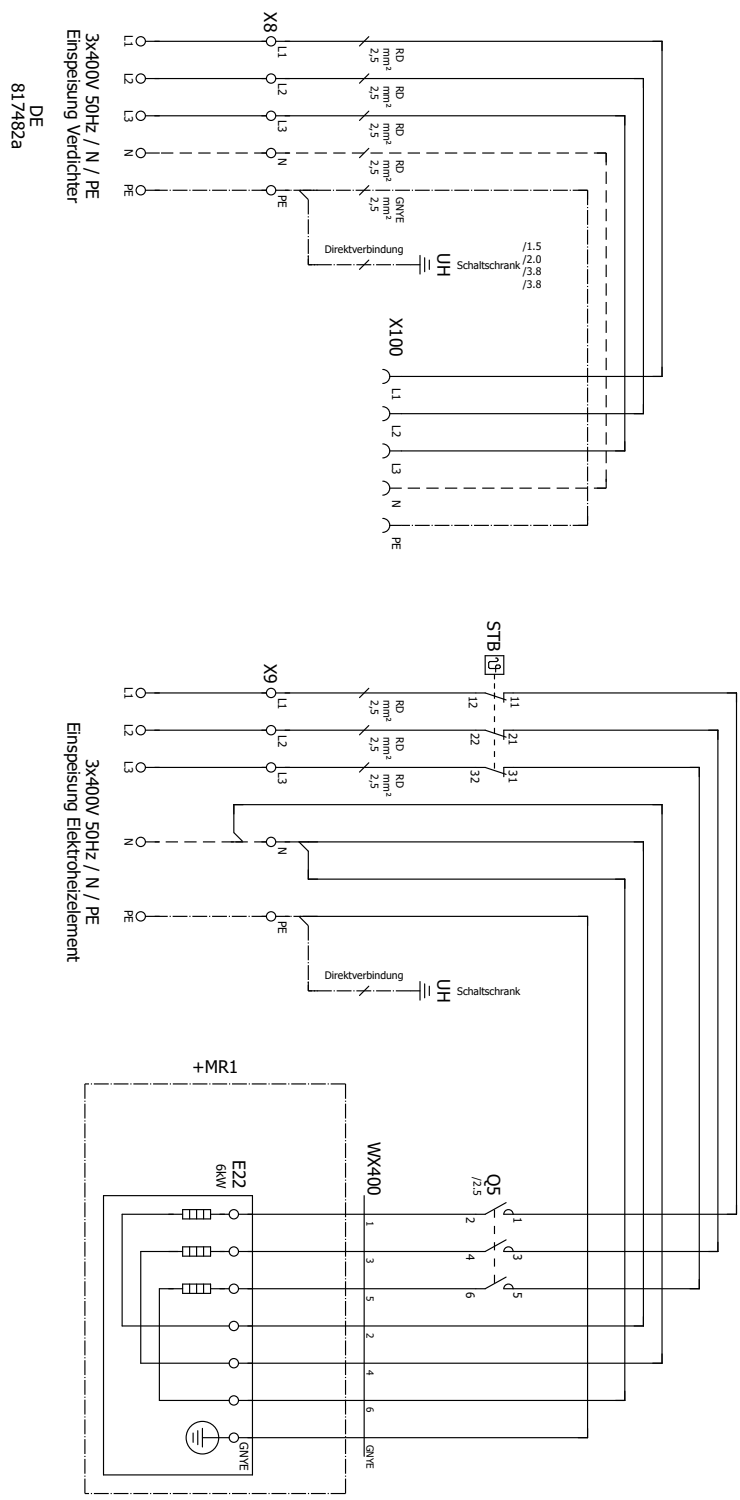 X8
L1
L1
RD
2,5
mm²
L2
L2
RD
2,5
mm²
L3
L3
RD
2,5
mm²
N
N
RD
2,5
mm²
PE
PE
GNYE
2,5
mm²
3x400V 50Hz / N / PE
Einspeisung Verdichter
DE
817482a
Direktverbindung
UH
Schaltschrank
/1.5
/2.0
/3.8
/3.8
X100
L1
L2
L3
N
PE
STB
11
12
21
22
31
32
X9
L1
L1
RD
2,5
mm²
L2
L2
RD
2,5
mm²
L3
L3
RD
2,5
mm²
N
N
PE
PE
3x400V 50Hz / N / PE
Einspeisung Elektroheizelement
Direktverbindung
UH
Schaltschrank
+MR1
E22
6kW
WX400
Q5
/2.5
1
2
3
4
5
6
1
3
5
2
4
6
GNYE
GNYE